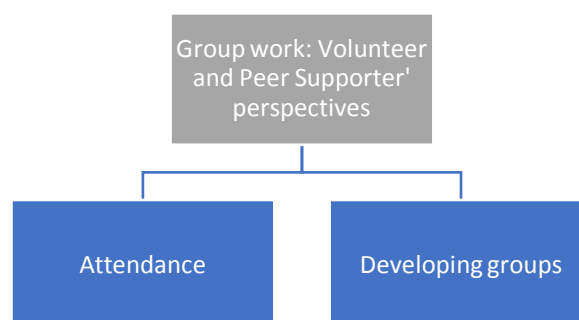 Group work: Volunteer
and Peer Supporter'
perspectives
Attendance
Developing groups